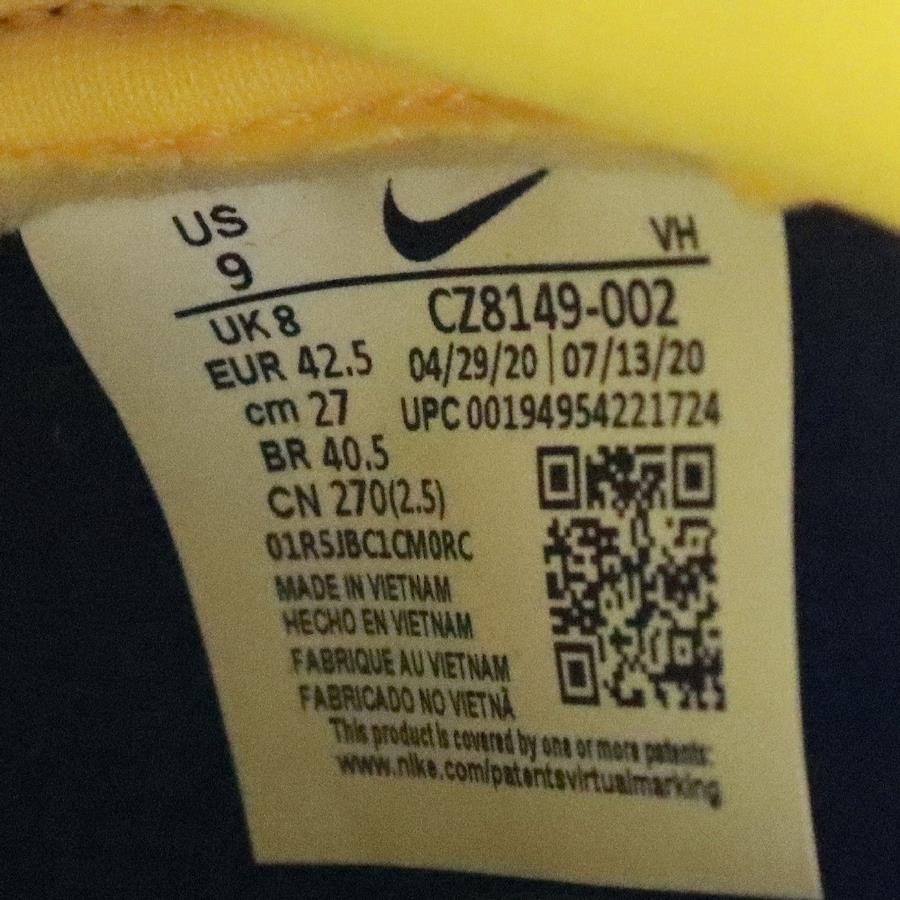 US
9
VH
UK 8
CZ8149-002
EUR 42.5
04/29/20 | 07/13/20
cm 27
UPC 00194954221724
BR 40.5
CN 270(2.5)
01R5JBC1CM0RC
MADE IN VIETNAM
HECHO EN VIETNAM
FABRIQUE AU VIETNAM
FABRICADO NO VIETNÃ
This product is covered by one or more patents:
www.nike.com/patentsvirtualmarking